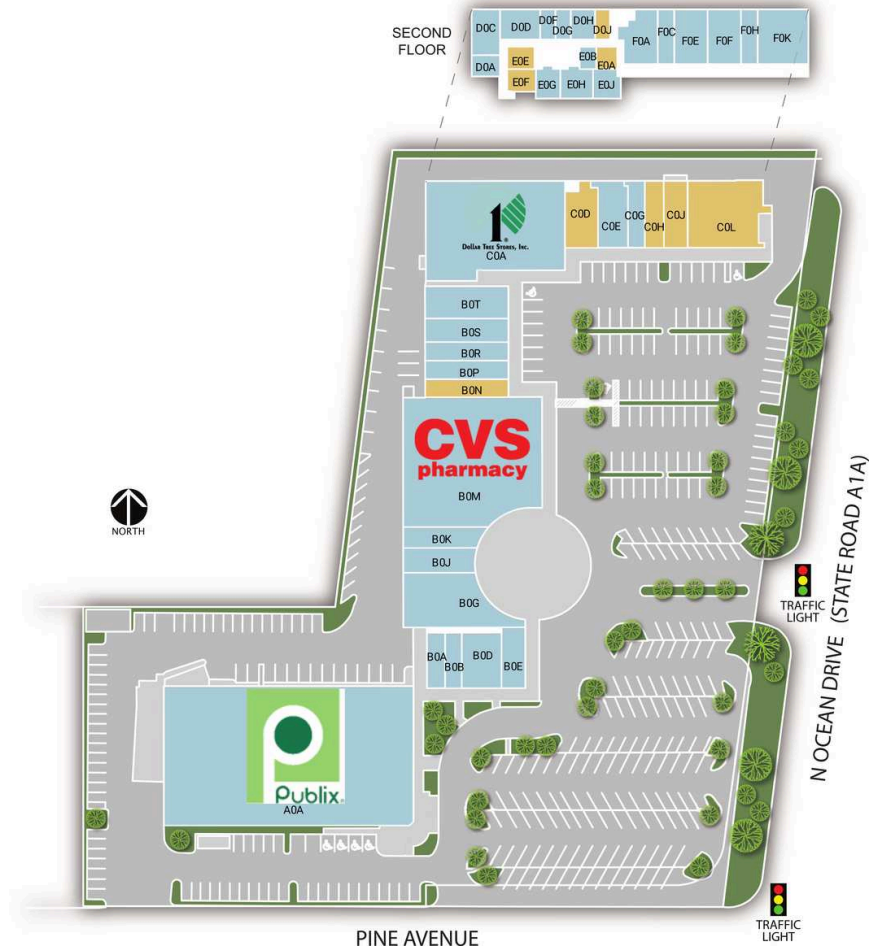 SECOND
FLOOR
D0C
D0D
D0F
D0G
D0H
D0J
F0A
F0C
F0E
F0F
F0H
F0K
D0A
E0E
E0B
E0A
E0F
E0G
E0H
E0J
1
Dollar Tree Stores, Inc.
C0A
C0D
C0E
C0G
C0H
C0J
C0L
B0T
B0S
B0R
B0P
B0N
CVS
pharmacy
B0M
B0K
B0J
B0G
B0A
B0B
B0D
B0E
NORTH
TRAFFIC
LIGHT
N OCEAN DRIVE (STATE ROAD A1A)
P
Publix
A0A
TRAFFIC
LIGHT
PINE AVENUE